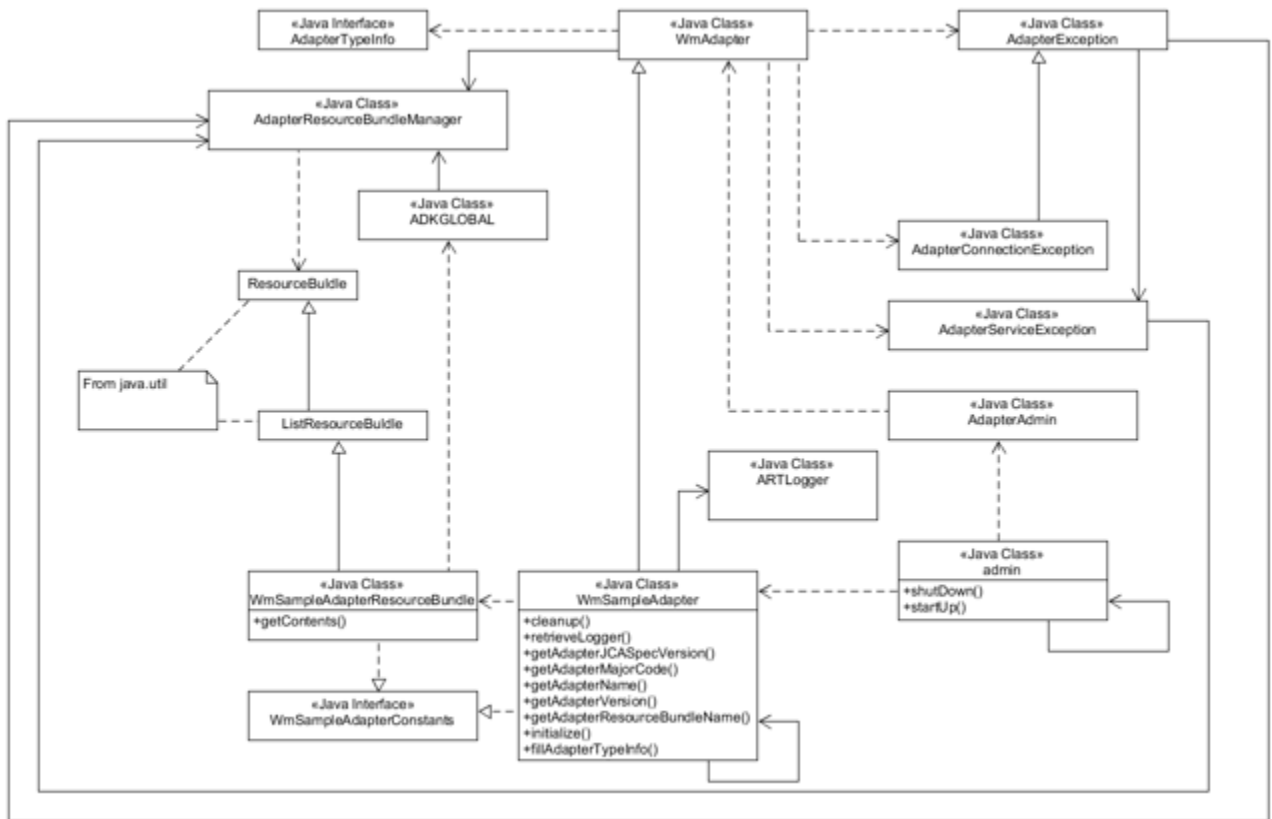 «Java Interface»
AdapterTypeInfo
«Java Class»
WmAdapter
«Java Class»
AdapterException
«Java Class»
AdapterResourceBundleManager
«Java Class»
ADKGLOBAL
«Java Class»
AdapterConnectionException
ResourceBuldle
«Java Class»
AdapterServiceException
From java.util
ListResourceBuldle
«Java Class»
AdapterAdmin
«Java Class»
ARTLogger
«Java Class»
admin
+shutDown()
+startUp()
«Java Class»
WmSampleAdapterResourceBundle
+getContents()
«Java Class»
WmSampleAdapter
+cleanup()
+retrieveLogger()
+getAdapterJCASpecVersion()
+getAdapterMajorCode()
+getAdapterName()
+getAdapterVersion()
+getAdapterResourceBundleName()
+initialize()
+fillAdapterTypeInfo()
«Java Interface»
WmSampleAdapterConstants